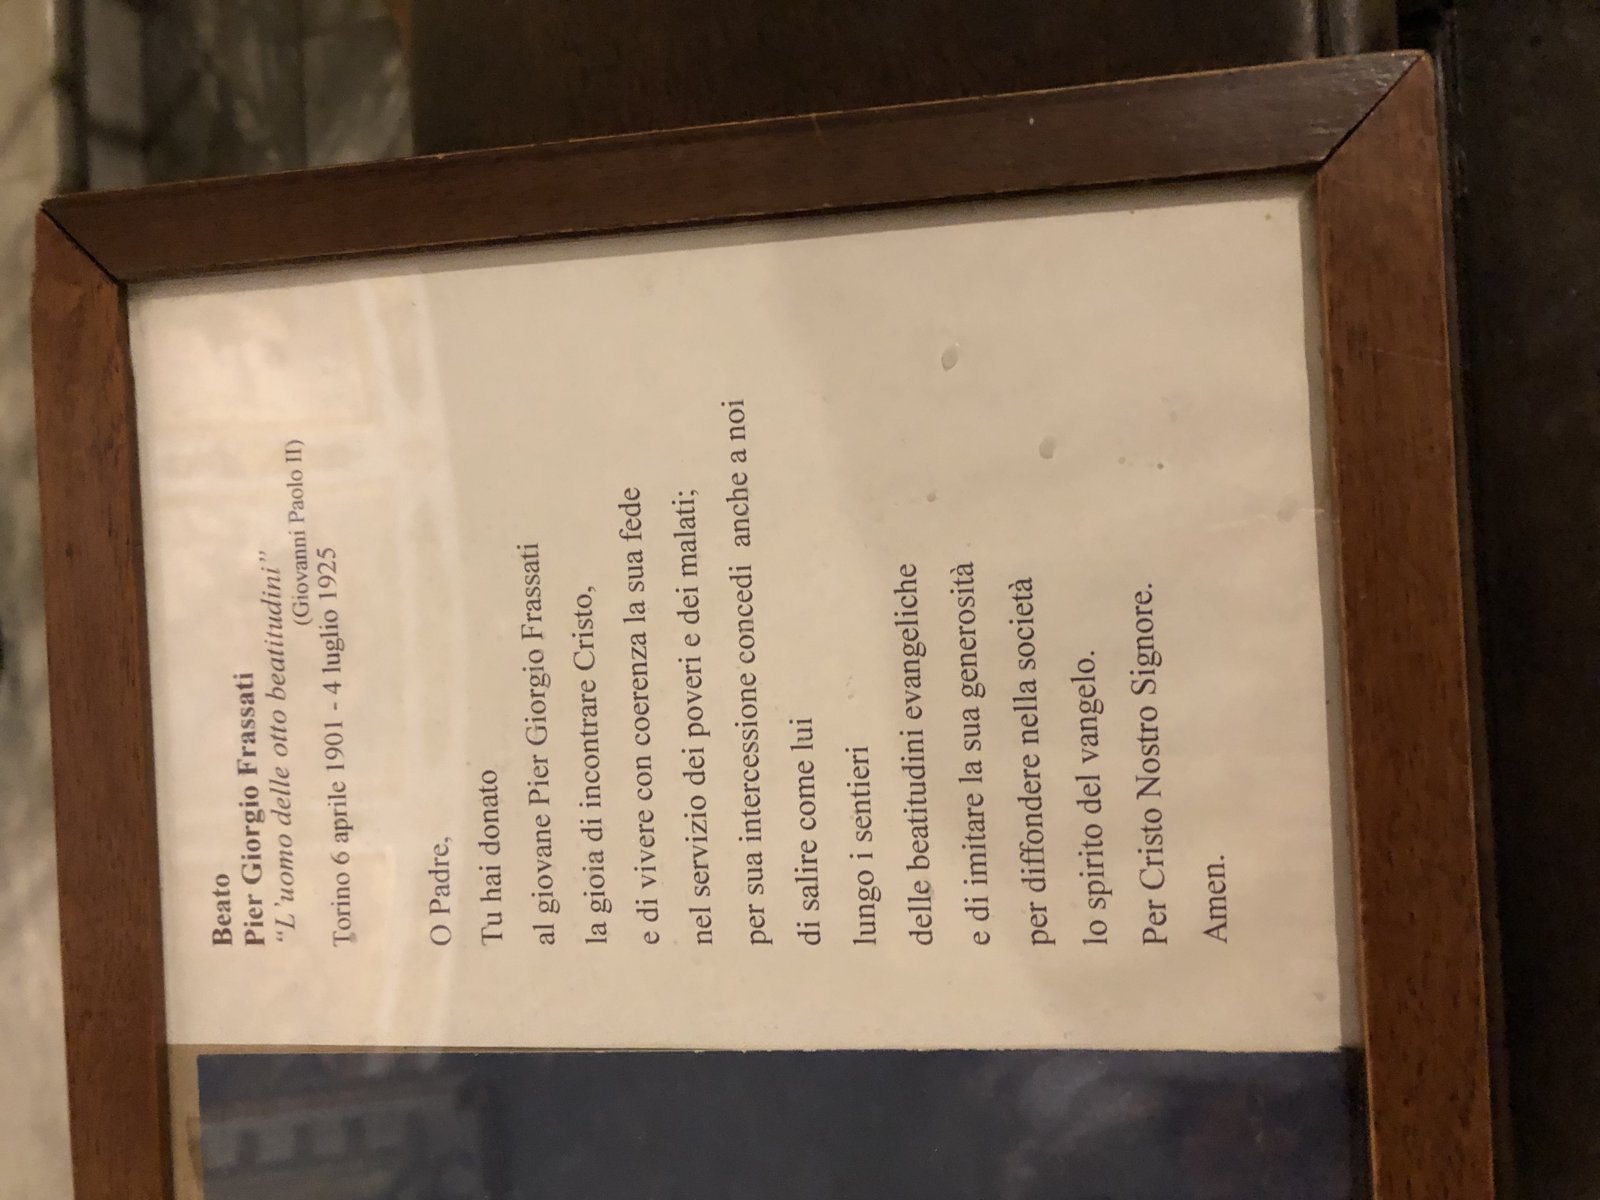 Beato
Pier Giorgio Frassati
“L’uomo delle otto beatitudini”
(Giovanni Paolo II)
Torino 6 aprile 1901 - 4 luglio 1925
O Padre,
Tu hai donato
al giovane Pier Giorgio Frassati
la gioia di incontrare Cristo,
e di vivere con coerenza la sua fede
nel servizio dei poveri e dei malati;
per sua intercessione concedi anche a noi
di salire come lui
lungo i sentieri
delle beatitudini evangeliche
e di imitare la sua generosità
per diffondere nella società
lo spirito del vangelo.
Per Cristo Nostro Signore.
Amen.